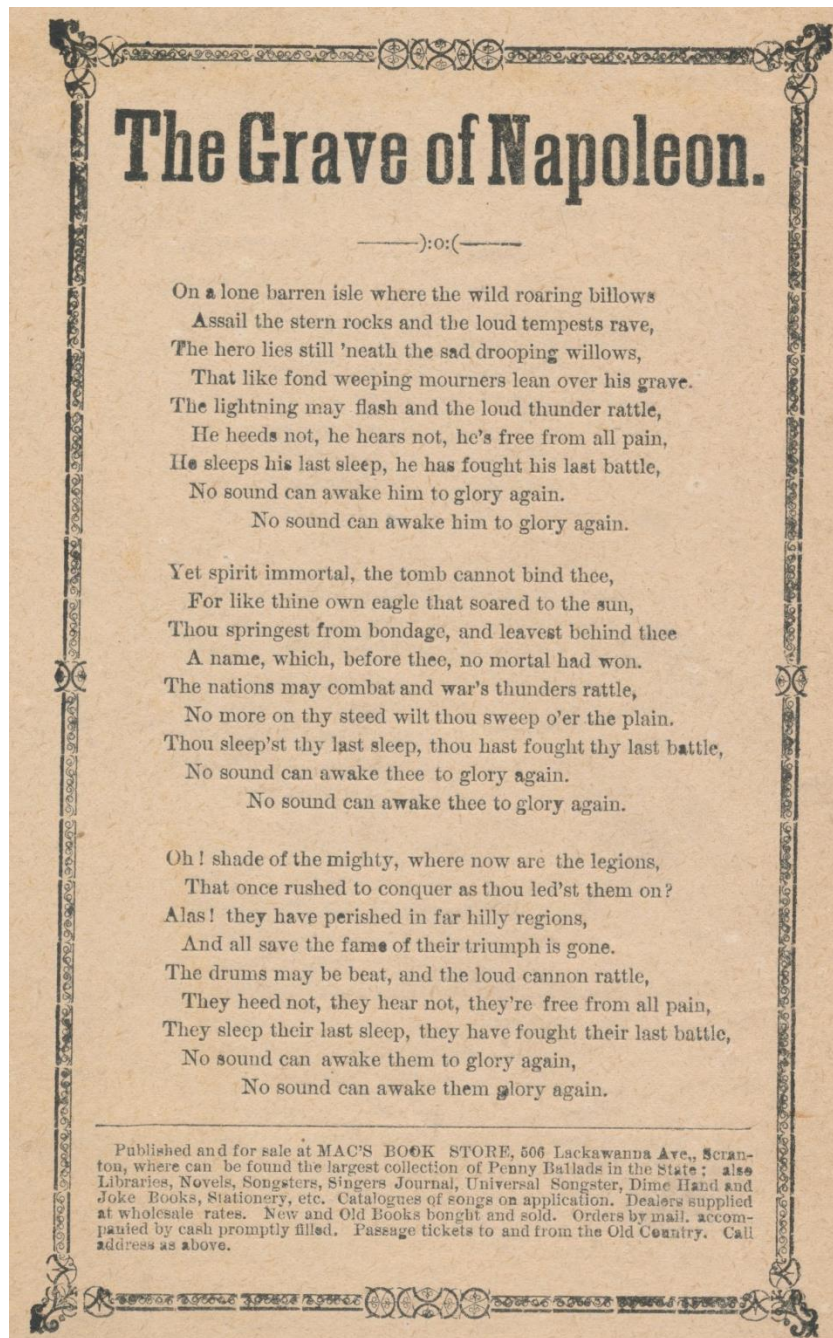 The Grave of Napoleon.
———):o:(———
On a lone barren isle where the wild roaring billows
Assail the stern rocks and the loud tempests rave,
The hero lies still 'neath the sad drooping willows,
That like fond weeping mourners lean over his grave.
The lightning may flash and the loud thunder rattle,
He heeds not, he hears not, he's free from all pain,
He sleeps his last sleep, he has fought his last battle,
No sound can awake him to glory again.
No sound can awake him to glory again.
Yet spirit immortal, the tomb cannot bind thee,
For like thine own eagle that soared to the sun,
Thou springest from bondage, and leavest behind thee
A name, which, before thee, no mortal had won.
The nations may combat and war's thunders rattle,
No more on thy steed wilt thou sweep o'er the plain.
Thou sleep'st thy last sleep, thou hast fought thy last battle,
No sound can awake thee to glory again.
No sound can awake thee to glory again.
Oh ! shade of the mighty, where now are the legions,
That once rushed to conquer as thou led'st them on?
Alas! they have perished in far hilly regions,
And all save the fame of their triumph is gone.
The drums may be beat, and the loud cannon rattle,
They heed not, they hear not, they're free from all pain,
They sleep their last sleep, they have fought their last battle,
No sound can awake them to glory again,
No sound can awake them glory again.
Published and for sale at MAC'S BOOK STORE, 506 Lackawanna Ave,, Scran-
ton, where can be found the largest collection of Penny Ballads in the State ; also
Libraries, Novels, Songsters, Singers Journal, Universal Songster, Dime Hand and
Joke Books, Stationery, etc. Catalogues of songs on application. Dealers supplied
at wholesale rates. New and Old Books bonght and sold. Orders by mail. accom-
panied by cash promptly filled. Passage tickets to and from the Old Country. Call
address as above.